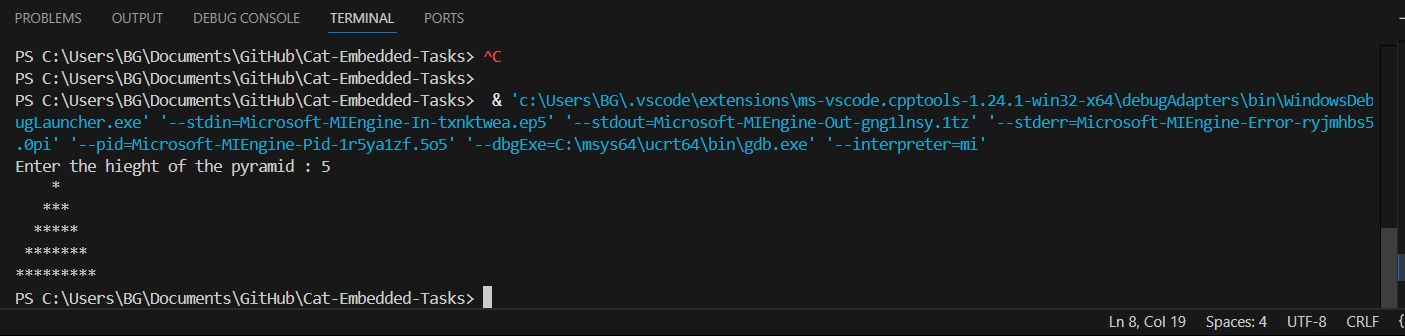 PROBLEMS OUTPUT DEBUG CONSOLE TERMINAL PORTS
PS C:\Users\BG\Documents\GitHub\Cat-Embedded-Tasks> ^C
PS C:\Users\BG\Documents\GitHub\Cat-Embedded-Tasks>
PS C:\Users\BG\Documents\GitHub\Cat-Embedded-Tasks>  & 'c:\Users\BG\.vscode\extensions\ms-vscode.cpptools-1.24.1-win32-x64\debugAdapters\bin\WindowsDeb
ugLauncher.exe' '--stdin=Microsoft-MIEngine-In-txnktwea.ep5' '--stdout=Microsoft-MIEngine-Out-gng1lnsy.1tz' '--stderr=Microsoft-MIEngine-Error-ryjmhbs5
.0pi' '--pid=Microsoft-MIEngine-Pid-1r5ya1zf.5o5' '--dbgExe=C:\msys64\ucrt64\bin\gdb.exe' '--interpreter=mi'
Enter the hieght of the pyramid : 5
    *
   ***
  *****
 *******
*********
PS C:\Users\BG\Documents\GitHub\Cat-Embedded-Tasks>
Ln 8, Col 19 Spaces: 4 UTF-8 CRLF {